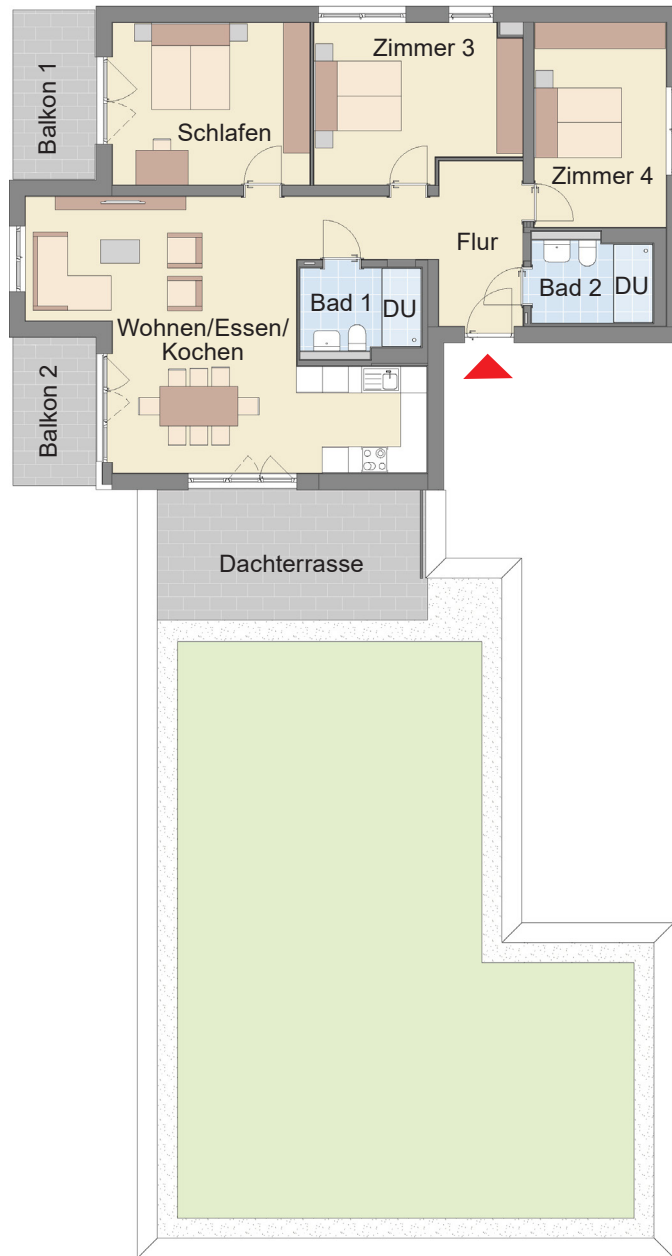 Balkon 1
Schlafen
Zimmer 3
Zimmer 4
Flur
Bad 1
DU
Bad 2
DU
Wohnen/Essen/
Kochen
Balkon 2
Dachterrasse